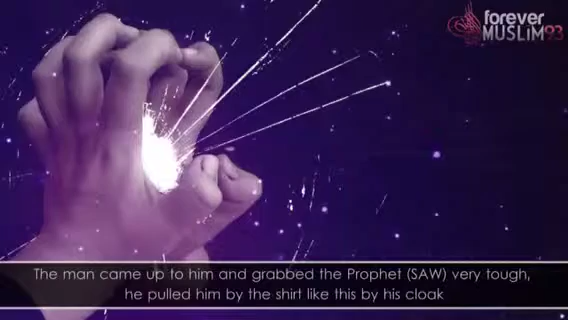 forever
MUSLiM93
The man came up to him and grabbed the Prophet (SAW) very tough,
he pulled him by the shirt like this by his cloak